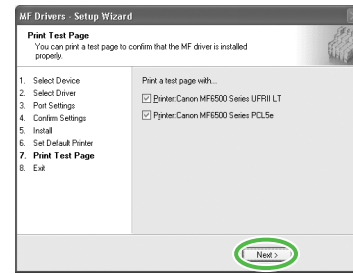 MF Drivers - Setup Wizard
Print Test Page
You can print a test page to confirm that the MF driver is installed
properly.
1. Select Device
2. Select Driver
3. Port Settings
4. Confirm Settings
5. Install
6. Set Default Printer
7. Print Test Page
8. Exit
Print a test page with...
Printer:Canon MF6500 Series UFRII LT
Printer:Canon MF6500 Series PCL5e
Next >